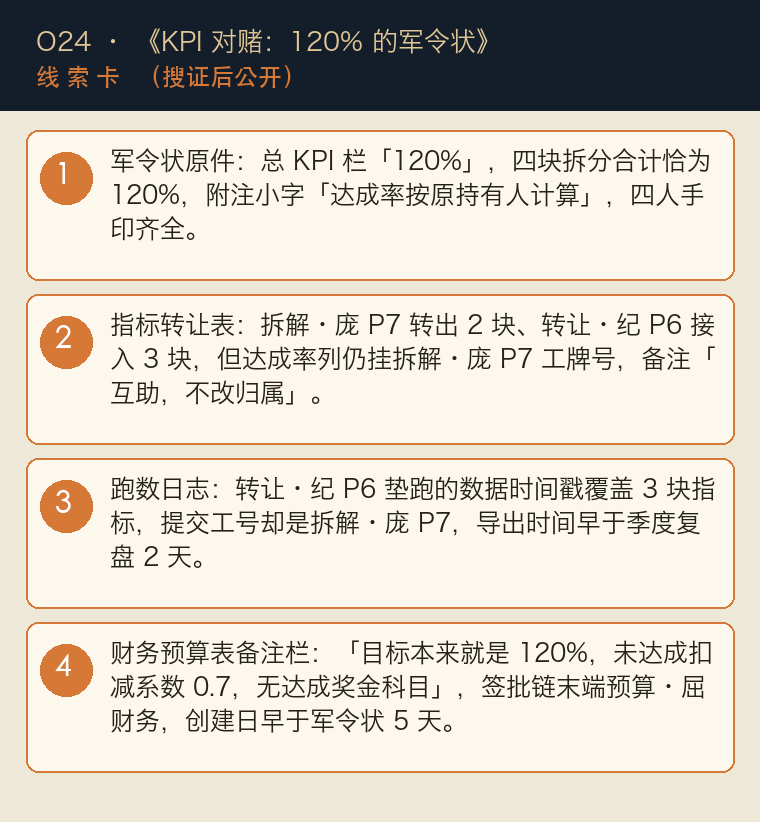 O24 · 《KPI 对赌：120% 的军令状》
线 索 卡 （搜证后公开）
1
军令状原件：总 KPI 栏「120%」，四块拆分合计恰为
120%，附注小字「达成率按原持有人计算」，四人手
印齐全。
2
指标转让表：拆解・庞 P7 转出 2 块、转让・纪 P6 接
入 3 块，但达成率列仍挂拆解・庞 P7 工牌号，备注「
互助，不改归属」。
3
跑数日志：转让・纪 P6 垫跑的数据时间戳覆盖 3 块指
标，提交工号却是拆解・庞 P7，导出时间早于季度复
盘 2 天。
4
财务预算表备注栏：「目标本来就是 120%，未达成扣
减系数 0.7，无达成奖金科目」，签批链末端预算・屈
财务，创建日早于军令状 5 天。